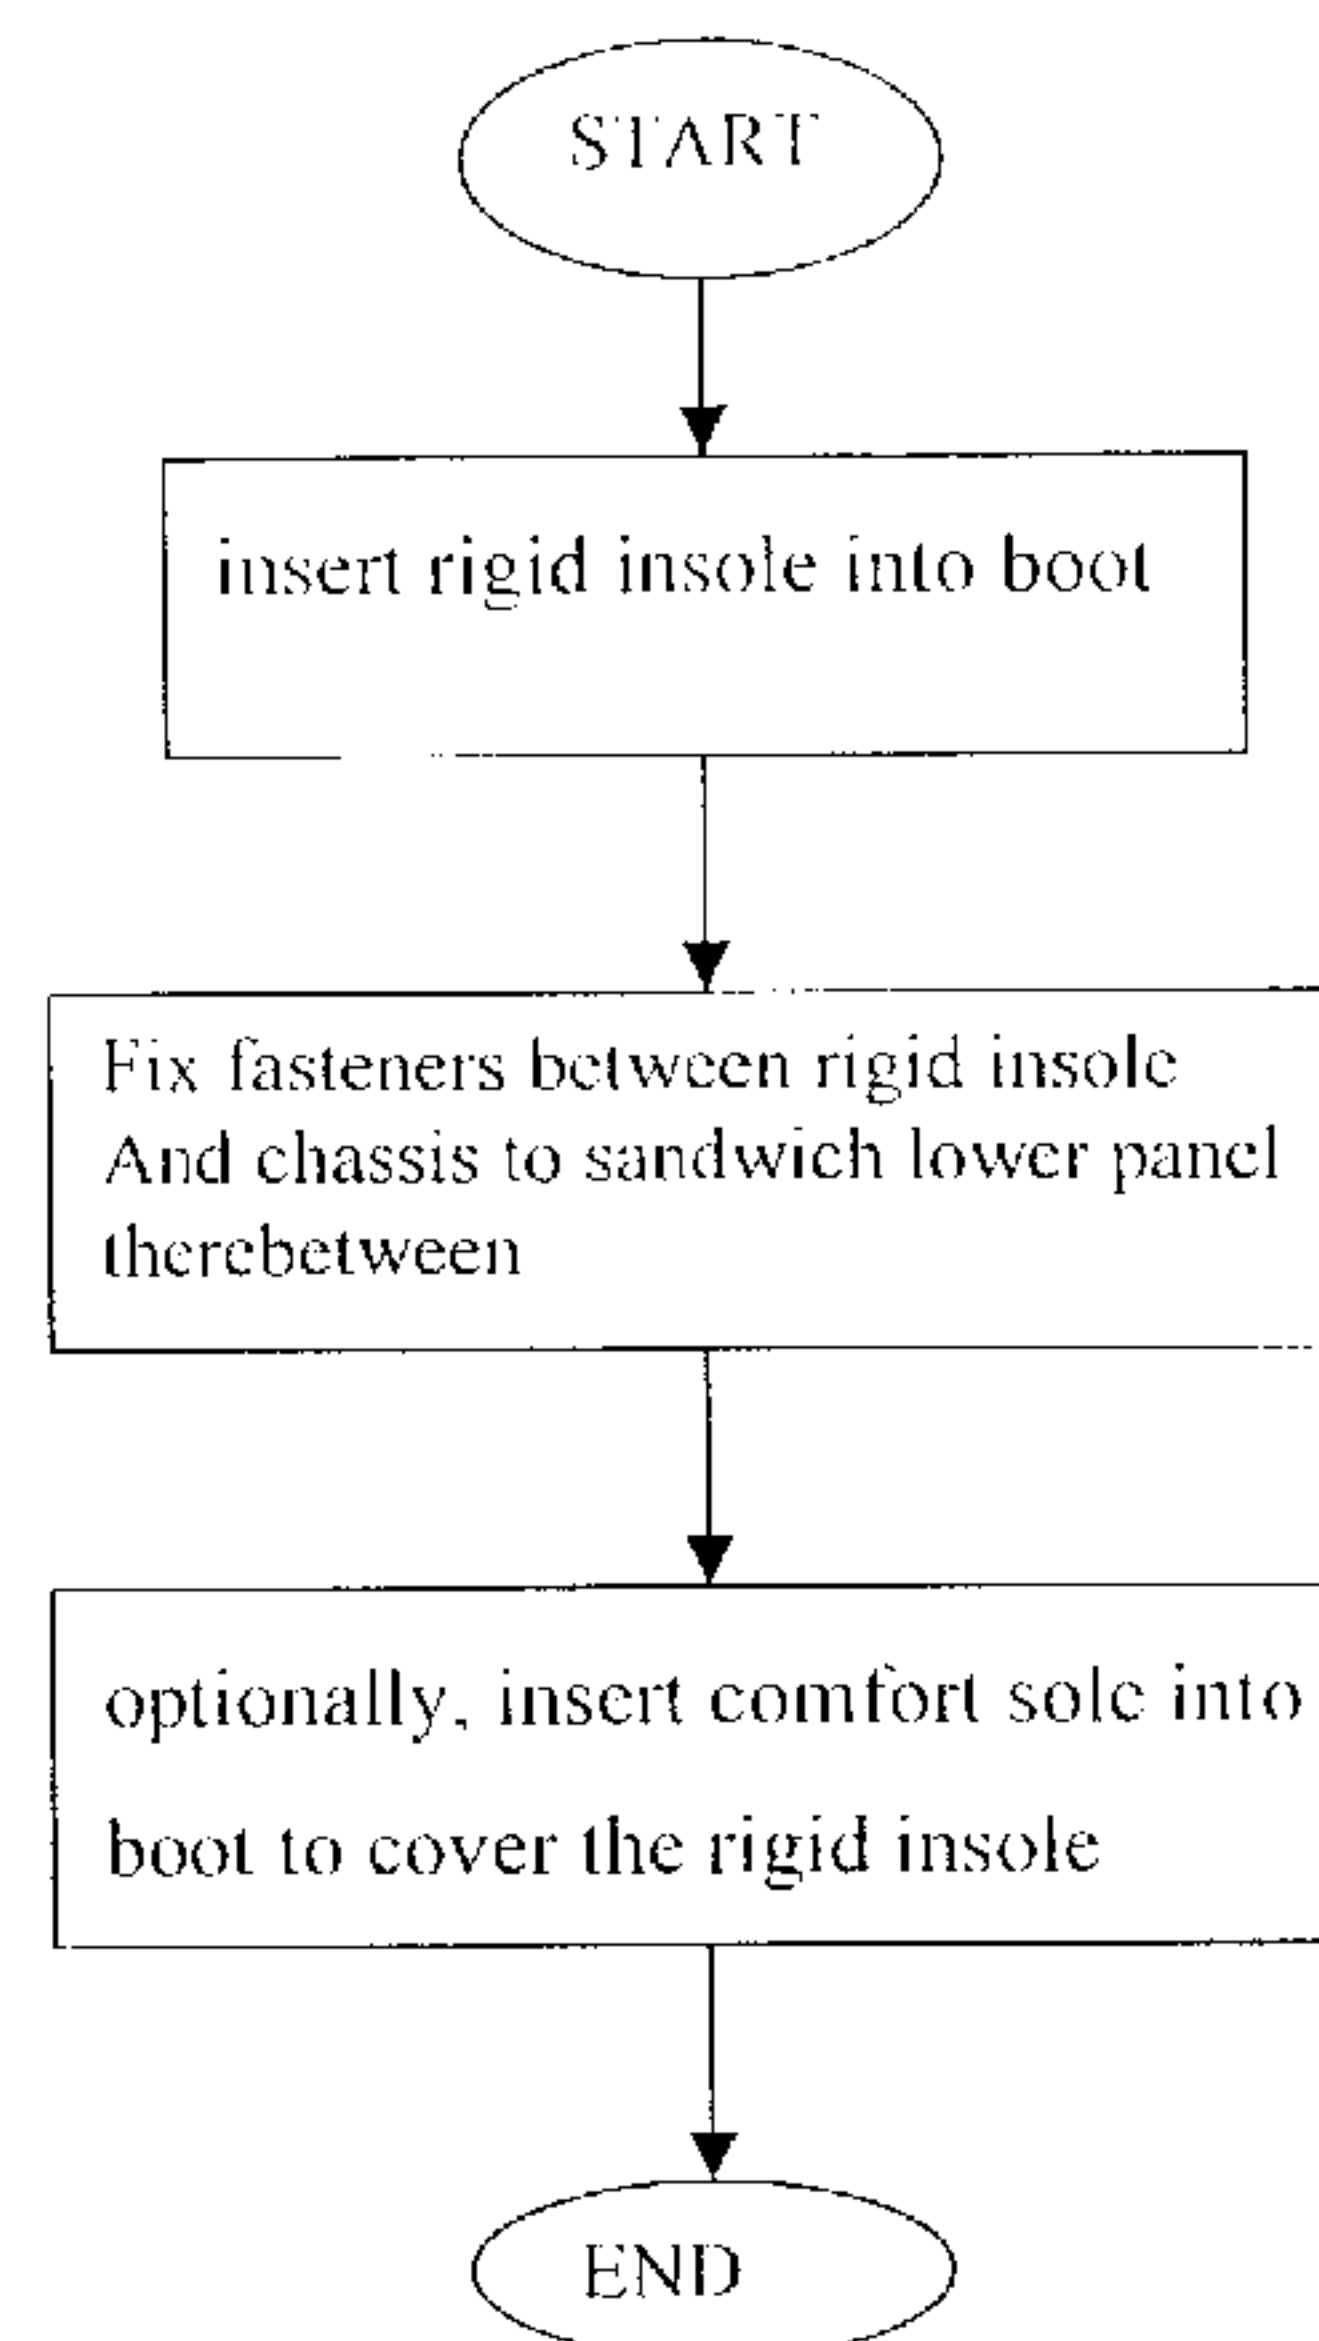 START
insert rigid insole into boot
Fix fasteners between rigid insole
And chassis to sandwich lower panel
therebetween
optionally, insert comfort sole into
boot to cover the rigid insole
END